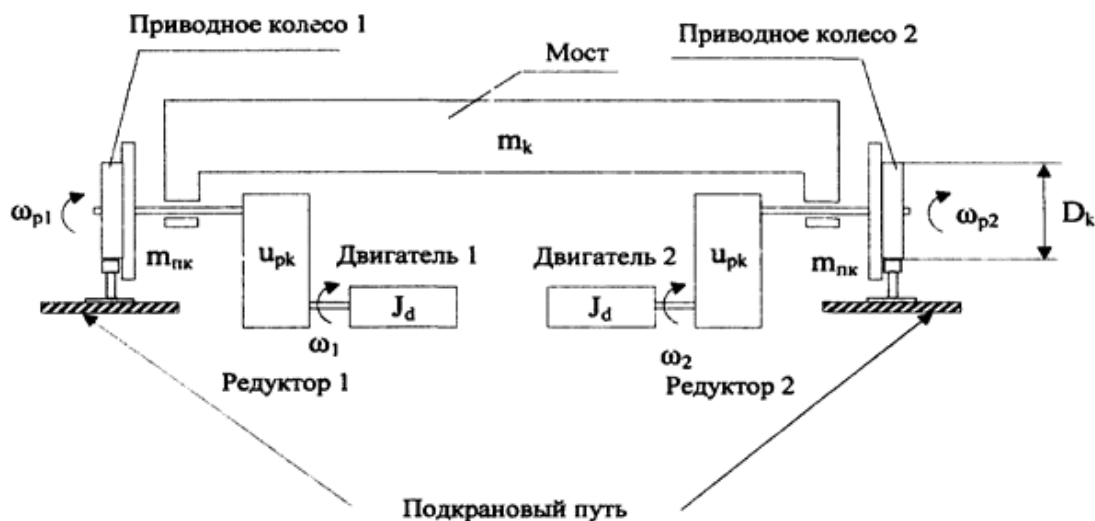 Приводное колесо 1
Приводное колесо 2
Мост
m_k
ω_p1
ω_p2
D_k
m_пк
u_pk
Двигатель 1
Двигатель 2
u_pk
m_пк
J_d
J_d
ω_1
ω_2
Редуктор 1
Редуктор 2
Подкрановый путь